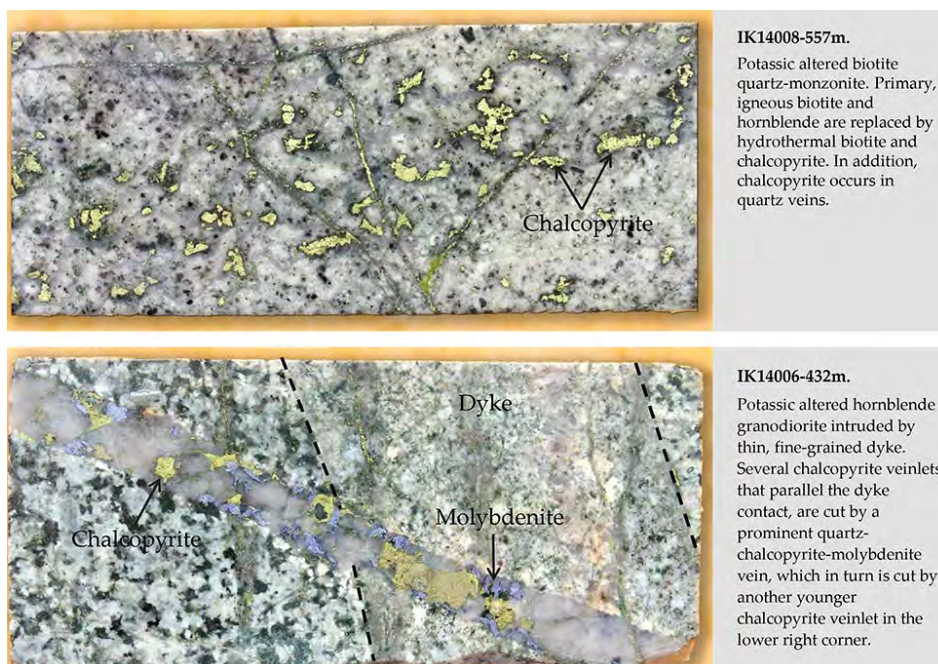 IK14008-557m.
Potassic altered biotite
quartz-monzonite. Primary,
igneous biotite and
hornblende are replaced by
hydrothermal biotite and
chalcopyrite. In addition,
chalcopyrite occurs in
quartz veins.
Chalcopyrite
IK14006-432m.
Potassic altered hornblende
granodiorite intruded by
thin, fine-grained dyke.
Several chalcopyrite veinlets
that parallel the dyke
contact, are cut by a
prominent quartz-
chalcopyrite-molybdenite
vein, which in turn is cut by
another younger
chalcopyrite veinlet in the
lower right corner.
Dyke
Molybdenite
Chalcopyrite